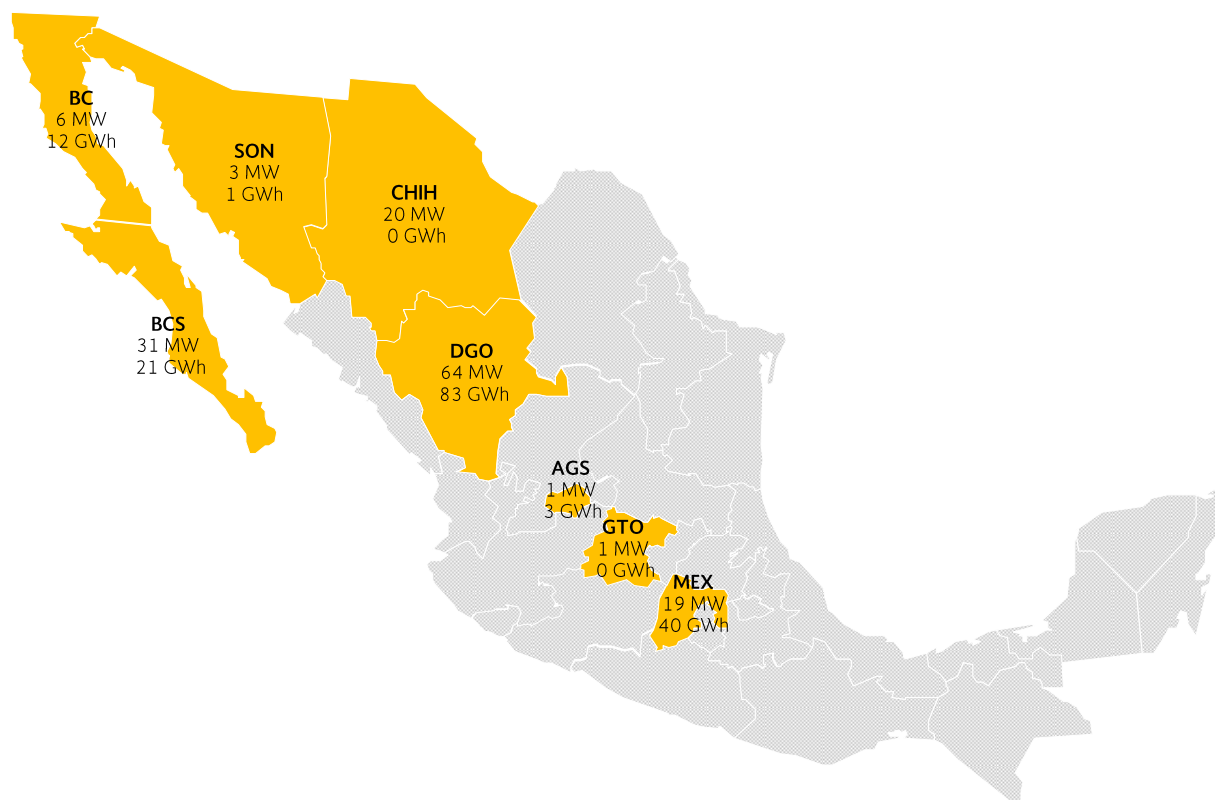 BC
6 MW
12 GWh
SON
3 MW
1 GWh
CHIH
20 MW
0 GWh
BCS
31 MW
21 GWh
DGO
64 MW
83 GWh
AGS
1 MW
3 GWh
GTO
1 MW
0 GWh
MEX
19 MW
40 GWh